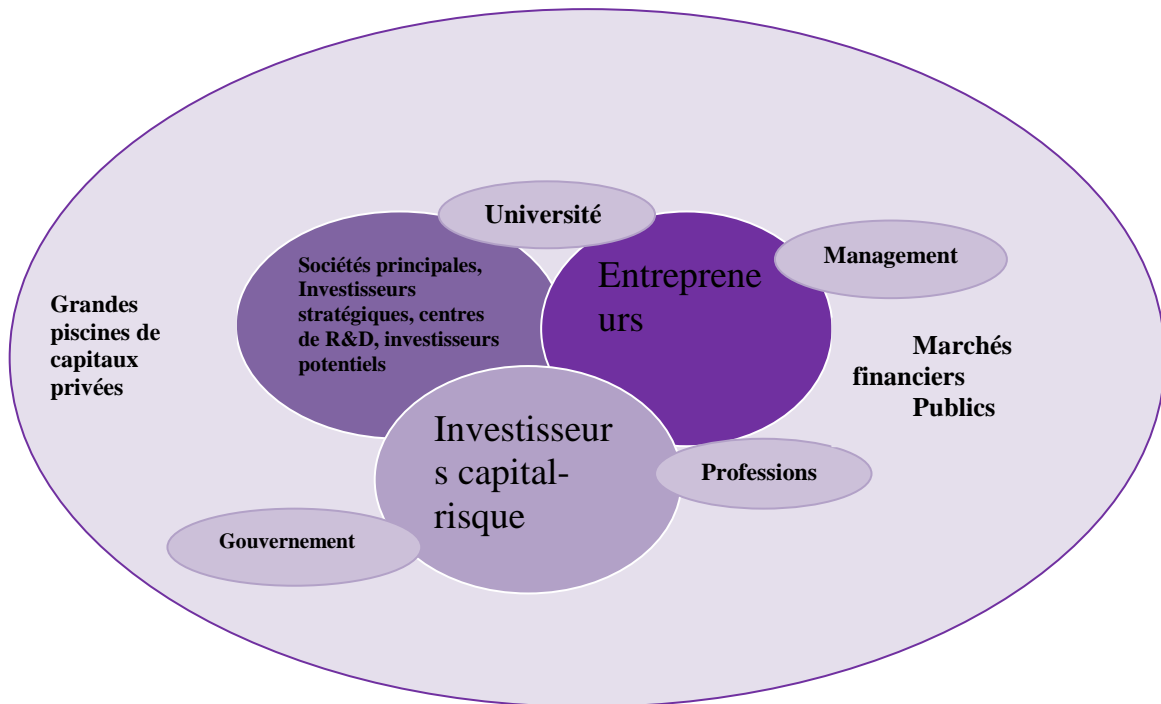 Université
Sociétés principales,
Investisseurs
stratégiques, centres
de R&D, investisseurs
potentiels
Entreprene
urs
Management
Grandes
piscines de
capitaux
privées
Marchés
financiers
Publics
Investisseur
s capital-
risque
Professions
Gouvernement